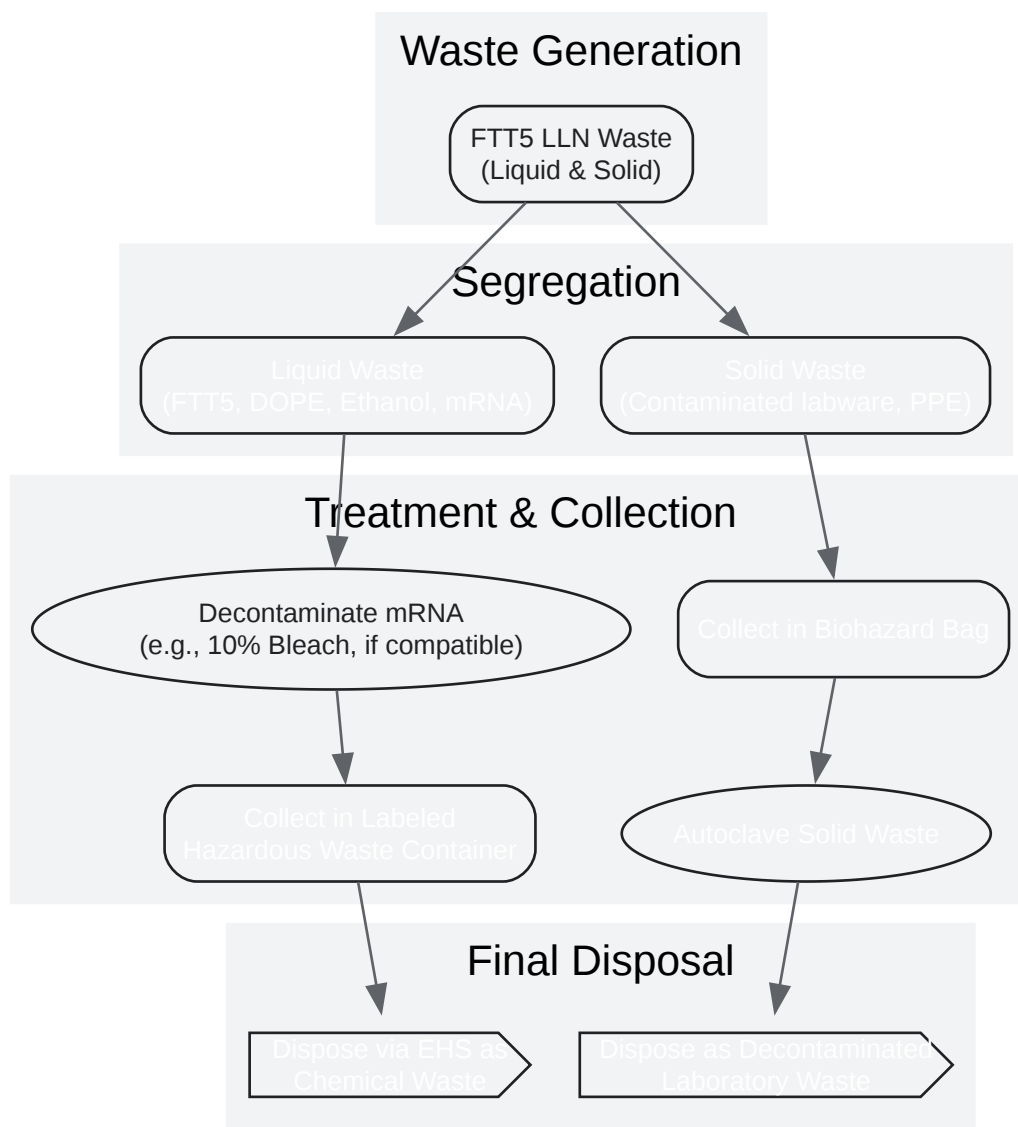 Waste Generation
FTT5 LLN Waste
(Liquid & Solid)
Segregation
Liquid Waste
(FTT5, DOPE, Ethanol, mRNA)
Solid Waste
(Contaminated labware, PPE)
Treatment & Collection
Decontaminate mRNA
(e.g., 10% Bleach, if compatible)
Collect in Biohazard Bag
Collect in Labeled
Hazardous Waste Container
Autoclave Solid Waste
Final Disposal
Dispose via EHS as
Chemical Waste
Dispose as Decontaminated
Laboratory Waste